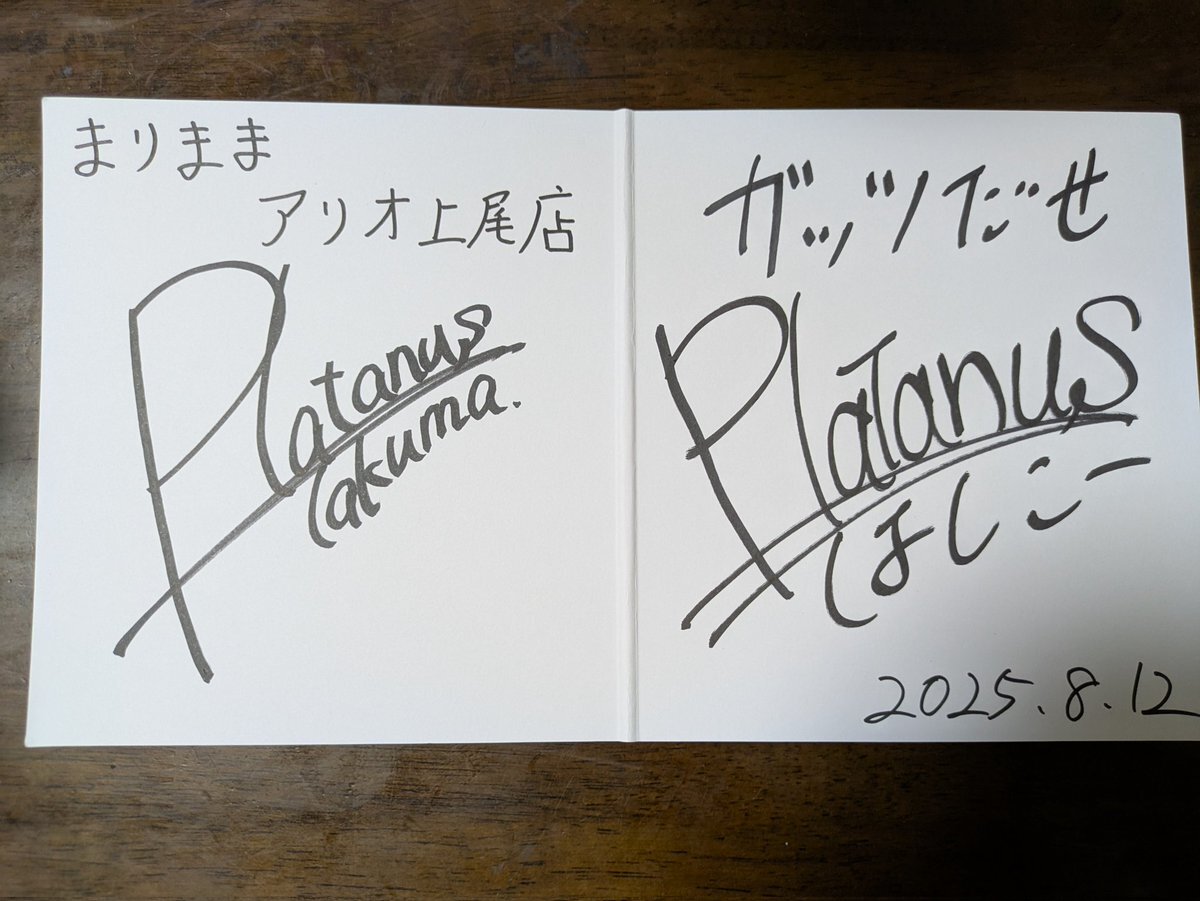 まりまま
アリオ上尾店
Platanus
takuma.
ガッツだせ
Platanus
よしこー
2025.8.12